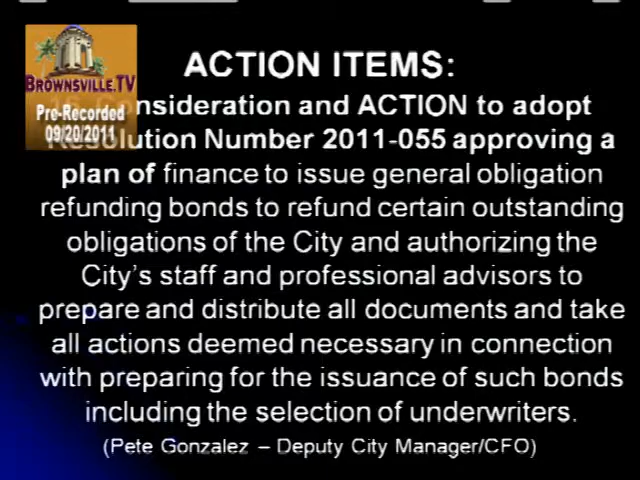 BROWNSVILLE.TV
Pre-Recorded
09/20/2011
ACTION ITEMS:
Consideration and ACTION to adopt
Resolution Number 2011-055 approving a
plan of finance to issue general obligation
refunding bonds to refund certain outstanding
obligations of the City and authorizing the
City's staff and professional advisors to
prepare and distribute all documents and take
all actions deemed necessary in connection
with preparing for the issuance of such bonds
including the selection of underwriters.
(Pete Gonzalez – Deputy City Manager/CFO)